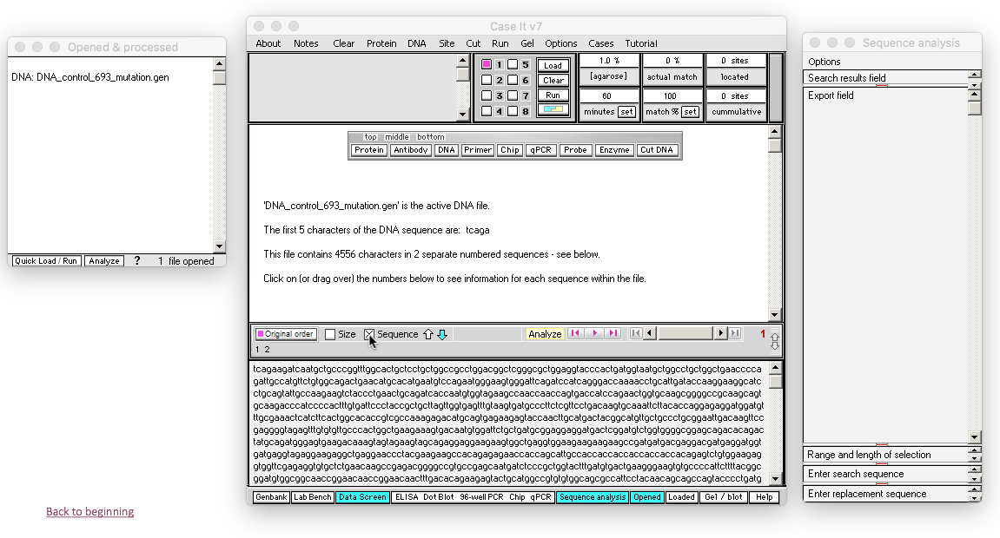 Opened & processed
DNA: DNA_control_693_mutation.gen
Quick Load / Run Analyze ? 1 file opened
Back to beginning
Case It v7
About Notes Clear Protein DNA Site Cut Run Gel Options Cases Tutorial
1 5 Load 1.0 % 0 % 0 sites
2 6 Clear [agarose] actual match located
3 7 Run 60 100 0 sites
4 8 minutes set match % set cummulative
top middle bottom
Protein Antibody DNA Primer Chip qPCR Probe Enzyme Cut DNA
'DNA_control_693_mutation.gen' is the active DNA file.
The first 5 characters of the DNA sequence are: tcaga
This file contains 4556 characters in 2 separate numbered sequences - see below.
Click on (or drag over) the numbers below to see information for each sequence within the file.
Original order Size Sequence Analyze 1
1 2
tcagaagatcaatgctgcccggtttggcactgctcctgctggccgcctggacggctcgggcgctggaggtacccactgatggtaatgctggcctgctggctgaacccca
gattgccatgttctgtggcagactgaacatgcacatgaatgtccagaatgggaagtgggattcagatccatcagggaccaaaacctgcattgataccaaggaaggcatc
ctgcagtattgccaagaagtctaccctgaactgcagatcaccaatgtggtagaagccaaccaaccagtgaccatccagaactggtgcaagcggggccgcaagcagt
gcaagacccatccccactttgtgattccctaccgctgcttagttggtgagtttgtaagtgatgcccttctcgttcctgacaagtgcaaattcttacaccaggagaggatggatgt
ttgcgaaactcatcttcactggcacaccgtcgccaaagagacatgcagtgagaagagtaccaacttgcatgactacggcatgttgctgccctgcggaattgacaagttcc
gaggggtagagtttgtgtgttgcccactggctgaagaaagtgacaatgtggattctgctgatgcggaggaggatgactcggatgtctggtggggcggagcagacacagac
tatgcagatgggagtgaagacaaagtagtagaagtagcagaggaggaagaagtggctgaggtggaagaagaagaagccgatgatgacgaggacgatgaggatggt
gatgaggtagaggaagaggctgaggaaccctacgaagaagccacagagagaaccaccagcattgccaccaccaccaccaccaccacagagtctgtggaagag
gtggttcgagaggtgtgctctgaacaagccgagacggggccgtgccgagcaatgatctcccgctggtactttgatgtgactgaagggaagtgtgccccattcttttacggc
ggatgtggcggcaaccggaacaaccggaacaactttgacacagaagagtactgcatggccgtgtgtggcagcgccattcctacaacagcagccagtaccctgatg
Genbank Lab Bench Data Screen ELISA Dot Blot 96-well PCR Chip qPCR Sequence analysis Opened Loaded Gel / blot Help
Sequence analysis
Options
Search results field
Export field
Range and length of selection
Enter search sequence
Enter replacement sequence